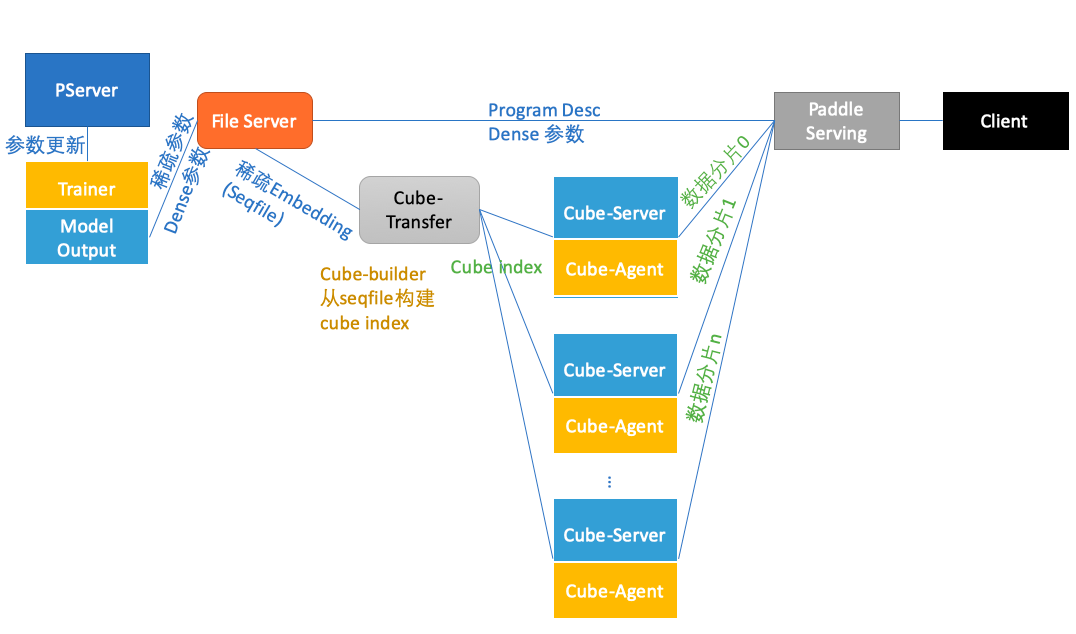 PServer
参数更新
Trainer
Model
Output
稀疏参数
Dense参数
File Server
稀疏Embedding
(Seqfile)
Program Desc
Dense 参数
Cube-
Transfer
Cube-builder
从seqfile构建
cube index
Cube index
Cube-Server
Cube-Agent
Cube-Server
Cube-Agent
...
Cube-Server
Cube-Agent
数据分片0
数据分片1
数据分片n
Paddle
Serving
Client